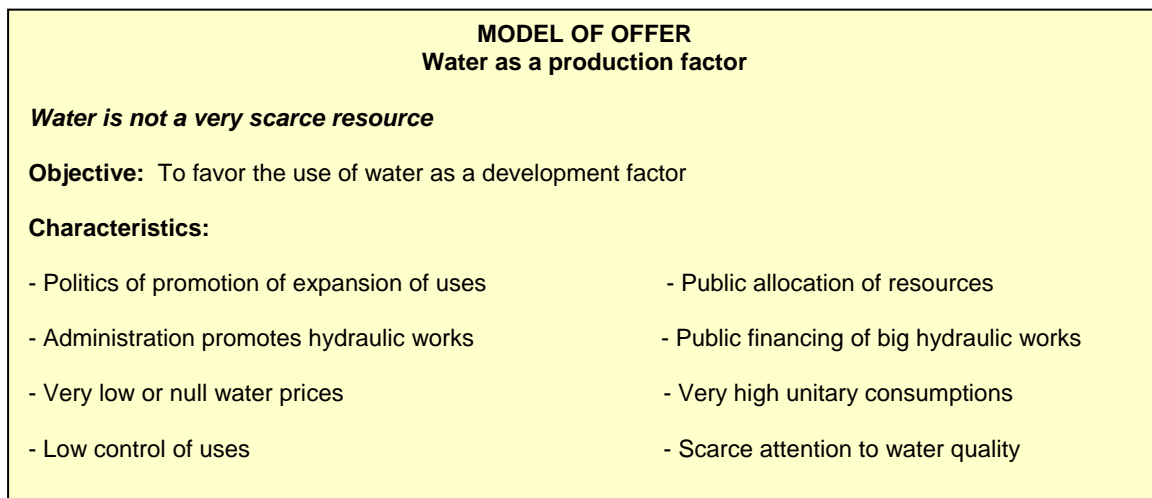 MODEL OF OFFER
Water as a production factor
Water is not a very scarce resource
Objective: To favor the use of water as a development factor
Characteristics:
- Politics of promotion of expansion of uses - Public allocation of resources
- Administration promotes hydraulic works - Public financing of big hydraulic works
- Very low or null water prices - Very high unitary consumptions
- Low control of uses - Scarce attention to water quality